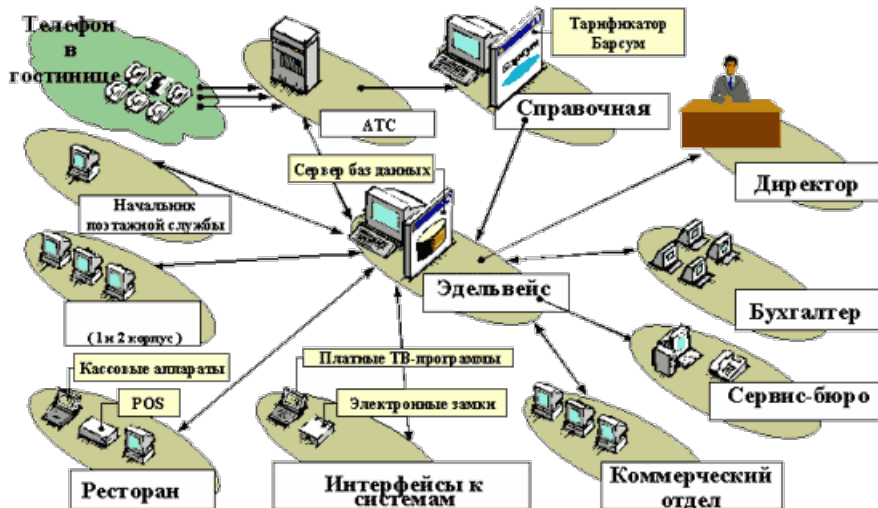 Телефон
в
гостинице
АТС
Тарификатор
Барсум
Справочная
Директор
Сервер баз данных
Начальник
поэтажной службы
Эдельвейс
Бухгалтер
( 1 и 2 корпус )
Кассовые аппараты
POS
Ресторан
Платные ТВ-программы
Электронные замки
Интерфейсы к
системам
Коммерческий
отдел
Сервис-бюро